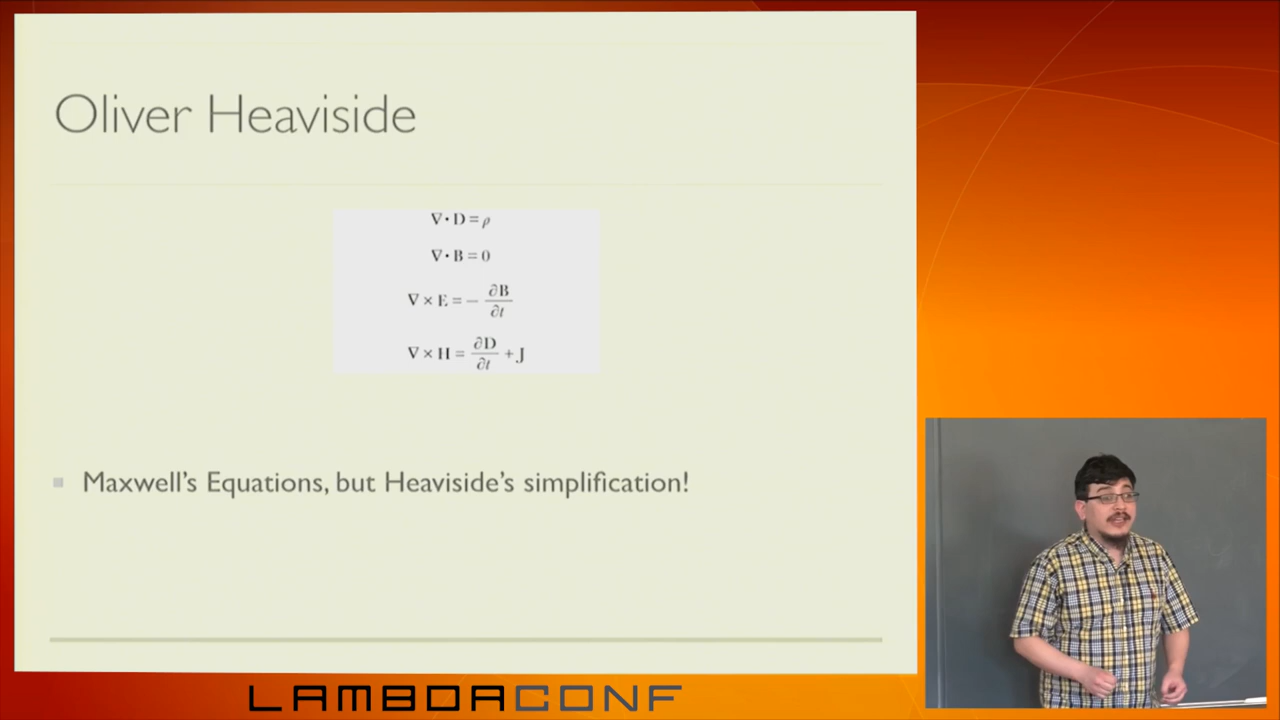 Oliver Heaviside
∇ · D = ρ
∇ · B = 0
∇ × E = − ∂B/∂t
∇ × H = ∂D/∂t + J
Maxwell's Equations, but Heaviside's simplification!
LAMBDACONF